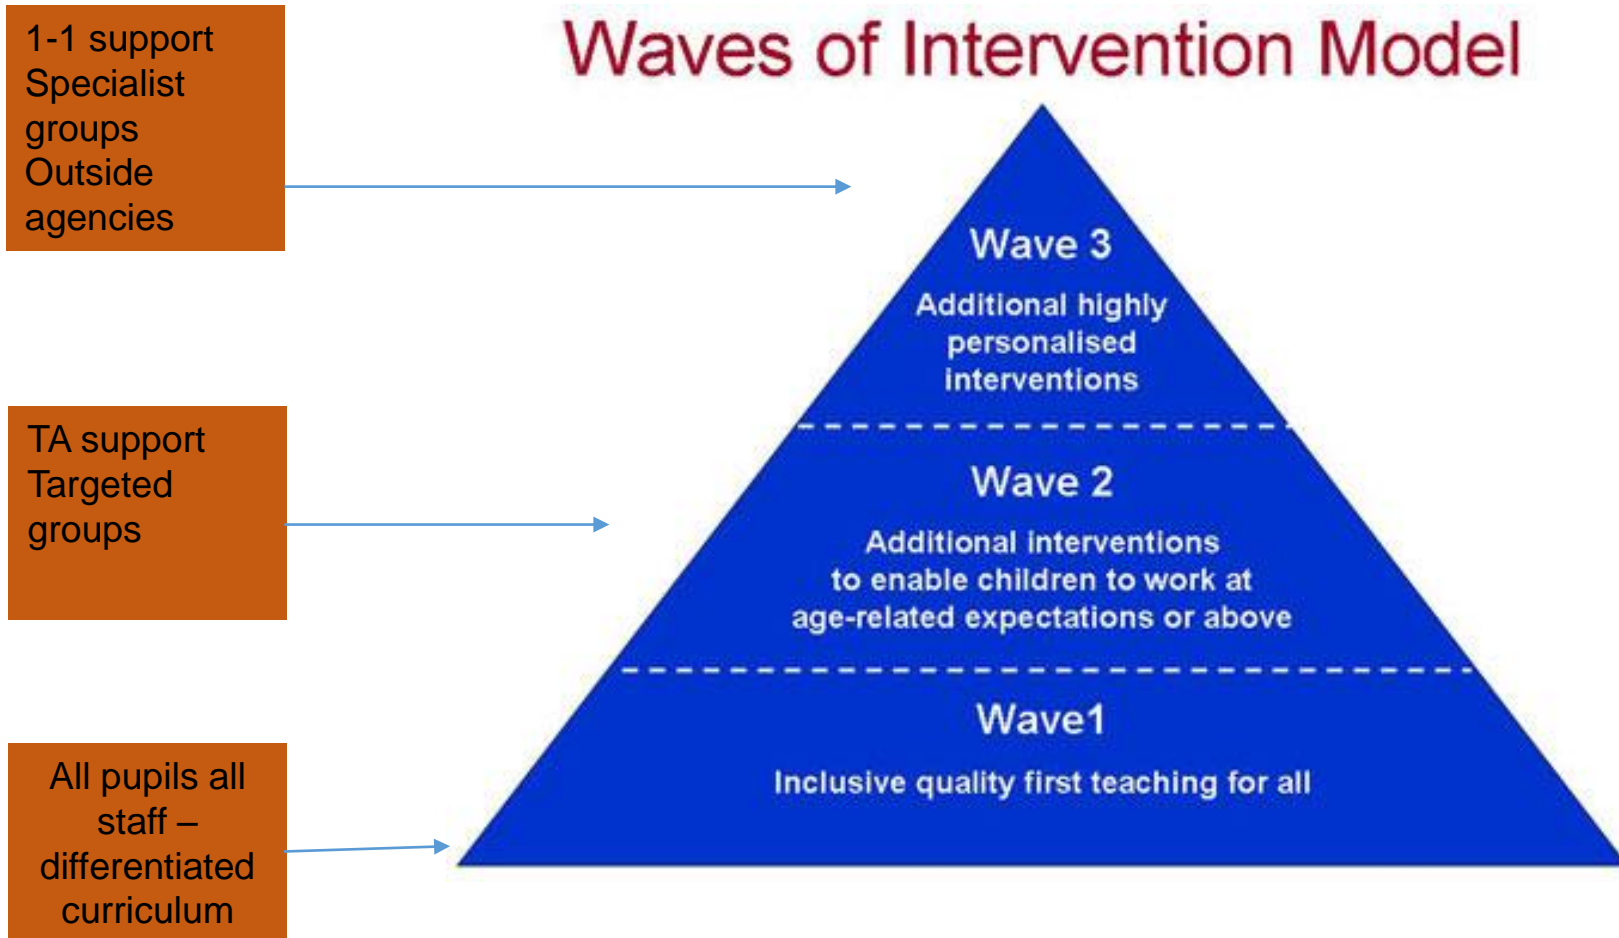 Waves of Intervention Model
1-1 support
Specialist
groups
Outside
agencies
Wave 3
Additional highly
personalised
interventions
TA support
Targeted
groups
Wave 2
Additional interventions
to enable children to work at
age-related expectations or above
All pupils all
staff –
differentiated
curriculum
Wave1
Inclusive quality first teaching for all